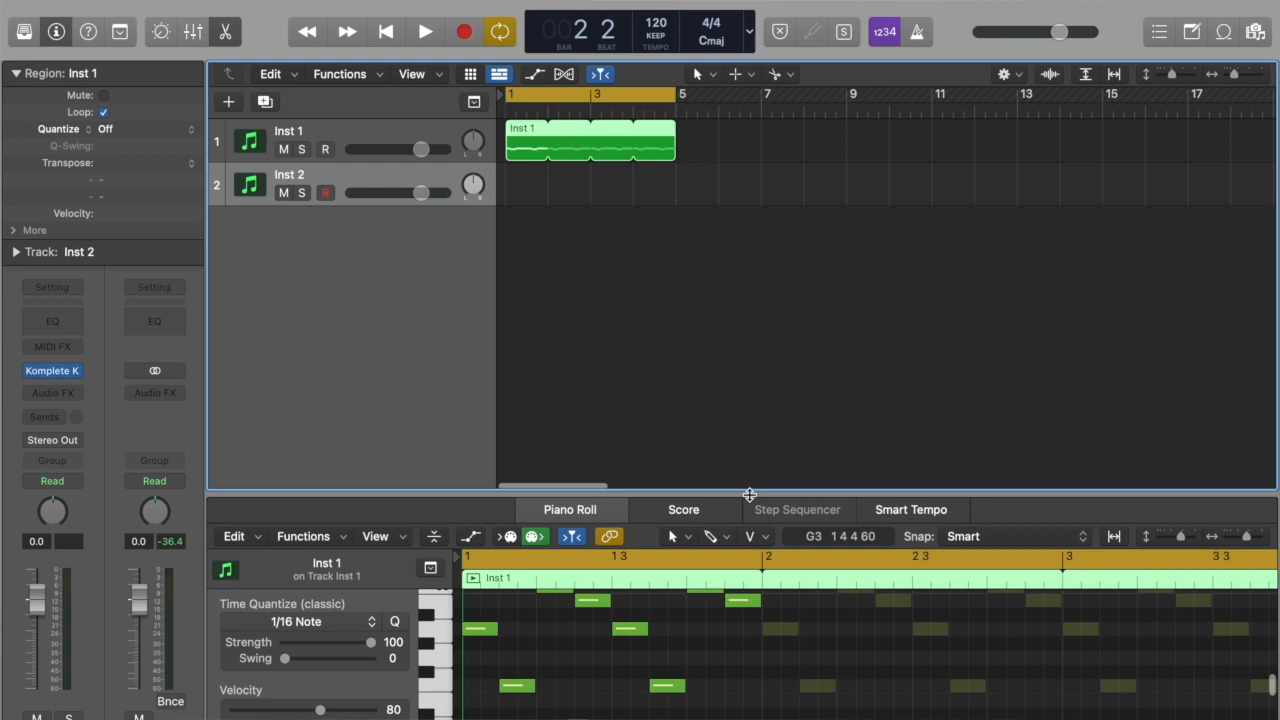 002 2
BAR BEAT
120
KEEP
TEMPO
4/4
Cmaj
S
1234
Region: Inst 1
Mute:
Loop:
Quantize Off
Q-Swing:
Transpose:
Velocity:
More
Track: Inst 2
Setting Setting
EQ EQ
MIDI FX
Komplete K
Audio FX Audio FX
Sends
Stereo Out
Group Group
Read Read
0.0 0.0 -36.4
Bnce
M S M
Edit Functions View
1 3 5 7 9 11 13 15 17
1 Inst 1
M S R
L R
Inst 1
2 Inst 2
M S R
L R
Piano Roll Score Step Sequencer Smart Tempo
Edit Functions View
V
G3 1 4 4 60
Snap: Smart
Inst 1
on Track Inst 1
1 1 3 2 2 3 3 3 3
Inst 1
Time Quantize (classic)
1/16 Note Q
Strength 100
Swing 0
Velocity
80